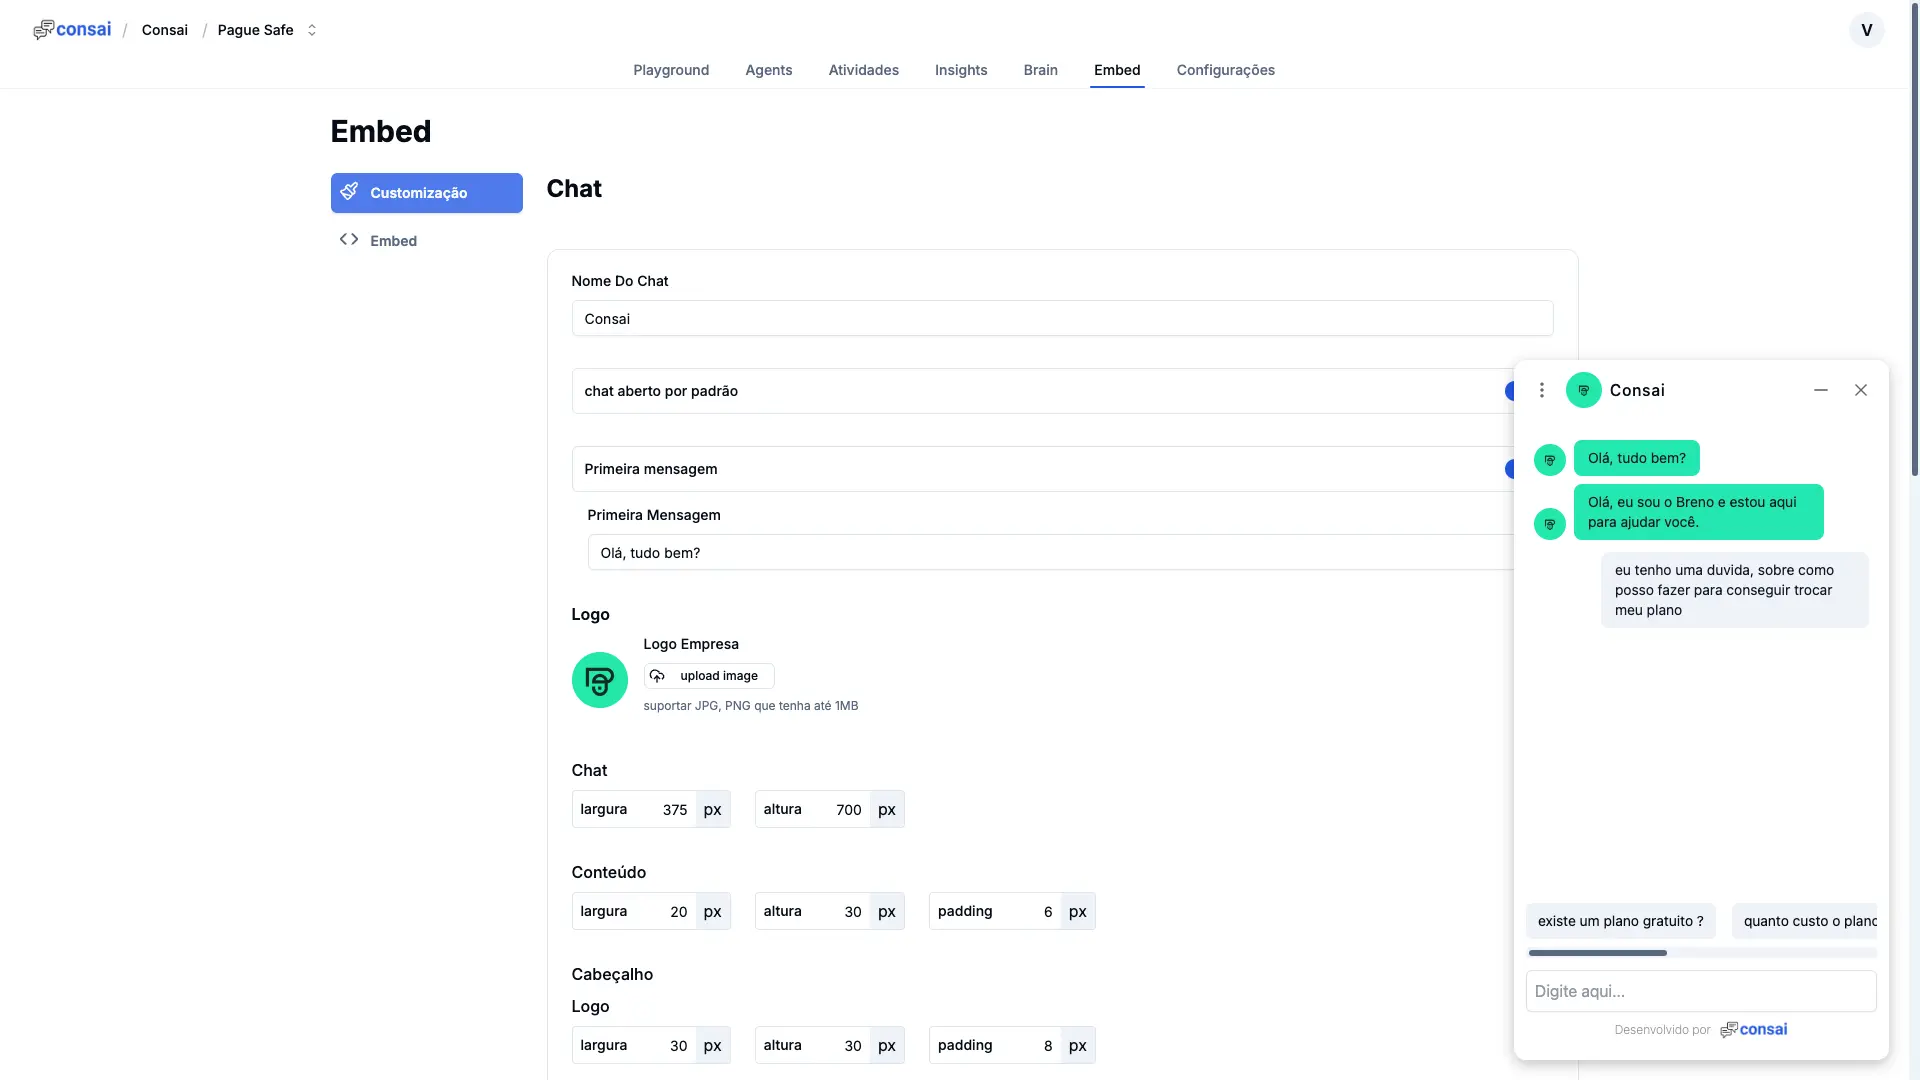 consai / Consai / Pague Safe
V
Playground Agents Atividades Insights Brain Embed Configurações
Embed
Customização
Embed
Chat
Nome Do Chat
Consai
chat aberto por padrão
Primeira mensagem
Primeira Mensagem
Olá, tudo bem?
Logo
Logo Empresa
upload image
suportar JPG, PNG que tenha até 1MB
Chat
largura 375 px altura 700 px
Conteúdo
largura 20 px altura 30 px padding 6 px
Cabeçalho
Logo
largura 30 px altura 30 px padding 8 px
Consai
Olá, tudo bem?
Olá, eu sou o Breno e estou aqui
para ajudar você.
eu tenho uma duvida, sobre como
posso fazer para conseguir trocar
meu plano
existe um plano gratuito ? quanto custo o plano
Digite aqui...
Desenvolvido por consai